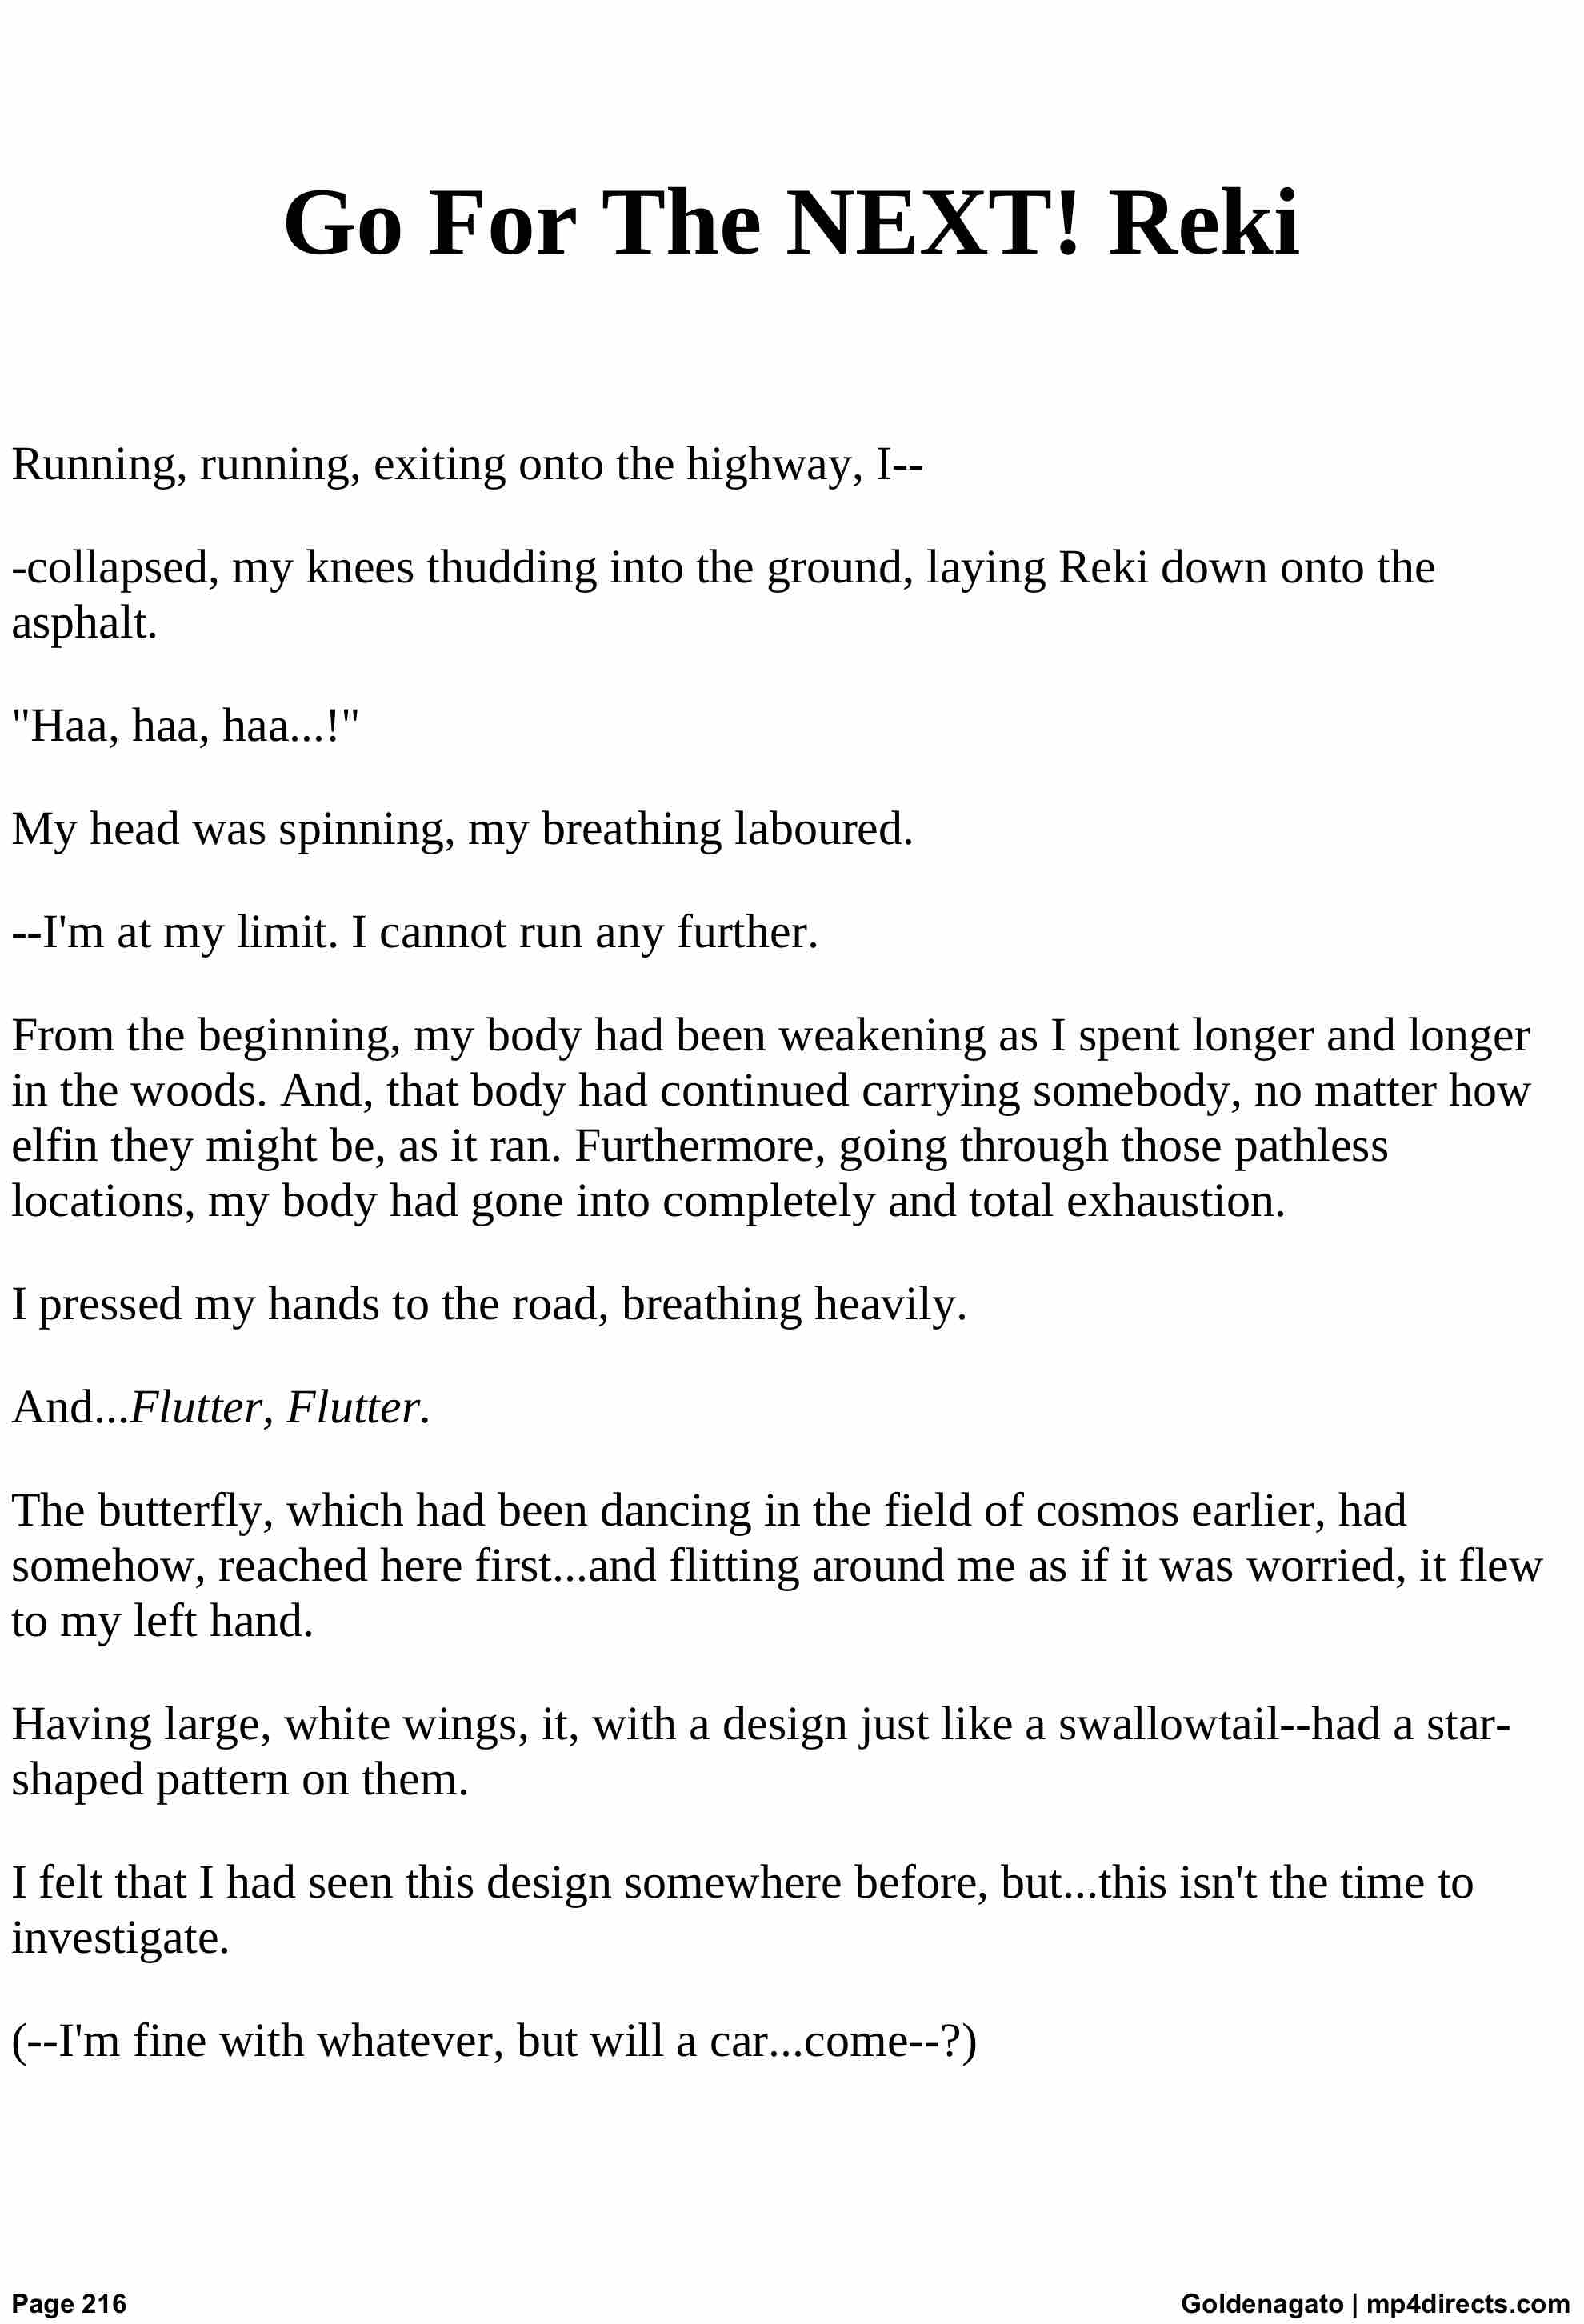 Go For The NEXT! Reki
Running, running, exiting onto the highway, I--
-collapsed, my knees thudding into the ground, laying Reki down onto the
asphalt.
"Haa, haa, haa...!"
My head was spinning, my breathing laboured.
--I'm at my limit. I cannot run any further.
From the beginning, my body had been weakening as I spent longer and longer
in the woods. And, that body had continued carrying somebody, no matter how
elfin they might be, as it ran. Furthermore, going through those pathless
locations, my body had gone into completely and total exhaustion.
I pressed my hands to the road, breathing heavily.
And...Flutter, Flutter.
The butterfly, which had been dancing in the field of cosmos earlier, had
somehow, reached here first...and flitting around me as if it was worried, it flew
to my left hand.
Having large, white wings, it, with a design just like a swallowtail--had a star-
shaped pattern on them.
I felt that I had seen this design somewhere before, but...this isn't the time to
investigate.
(--I'm fine with whatever, but will a car...come--?)
Page 216
Goldenagato | mp4directs.com